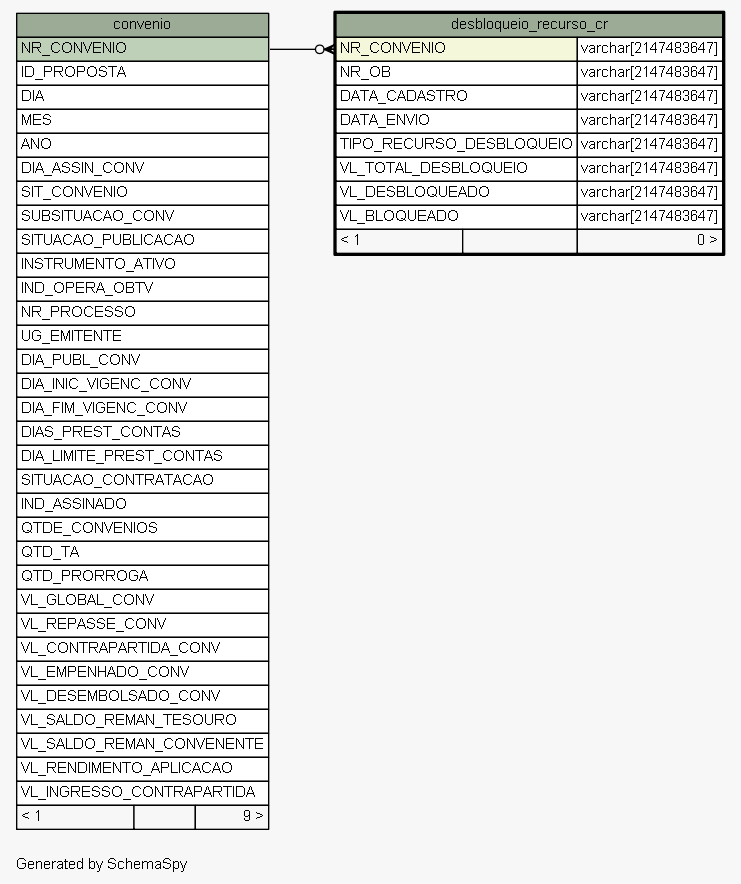 convenio
NR_CONVENIO
ID_PROPOSTA
DIA
MES
ANO
DIA_ASSIN_CONV
SIT_CONVENIO
SUBSITUACAO_CONV
SITUACAO_PUBLICACAO
INSTRUMENTO_ATIVO
IND_OPERA_OBTV
NR_PROCESSO
UG_EMITENTE
DIA_PUBL_CONV
DIA_INIC_VIGENC_CONV
DIA_FIM_VIGENC_CONV
DIAS_PREST_CONTAS
DIA_LIMITE_PREST_CONTAS
SITUACAO_CONTRATACAO
IND_ASSINADO
QTDE_CONVENIOS
QTD_TA
QTD_PRORROGA
VL_GLOBAL_CONV
VL_REPASSE_CONV
VL_CONTRAPARTIDA_CONV
VL_EMPENHADO_CONV
VL_DESEMBOLSADO_CONV
VL_SALDO_REMAN_TESOURO
VL_SALDO_REMAN_CONVENENTE
VL_RENDIMENTO_APLICACAO
VL_INGRESSO_CONTRAPARTIDA
< 1 9 >
desbloqueio_recurso_cr
NR_CONVENIO varchar[2147483647]
NR_OB varchar[2147483647]
DATA_CADASTRO varchar[2147483647]
DATA_ENVIO varchar[2147483647]
TIPO_RECURSO_DESBLOQUEIO varchar[2147483647]
VL_TOTAL_DESBLOQUEIO varchar[2147483647]
VL_DESBLOQUEADO varchar[2147483647]
VL_BLOQUEADO varchar[2147483647]
< 1 0 >
Generated by SchemaSpy